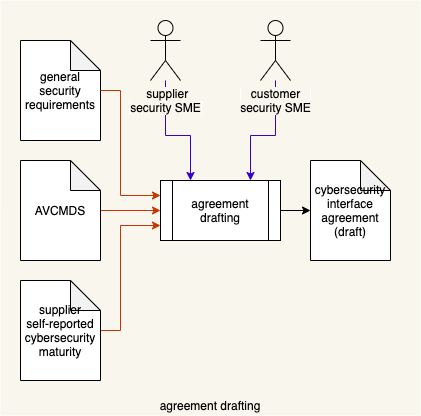 general
security
requirements
supplier
security SME
customer
security SME
AVCMDS
agreement
drafting
cybersecurity
interface
agreement
(draft)
supplier
self-reported
cybersecurity
maturity
agreement drafting